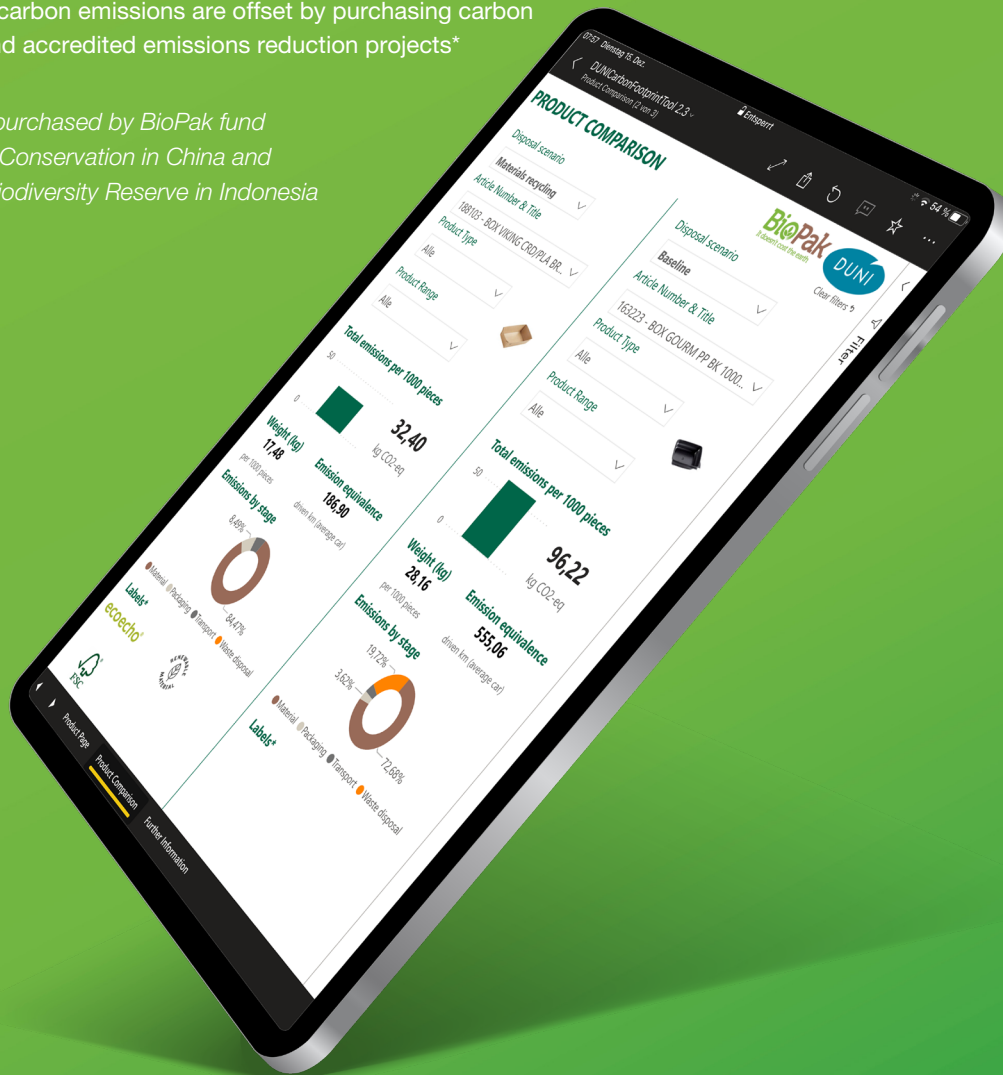 carbon emissions are offset by purchasing carbon
nd accredited emissions reduction projects*
purchased by BioPak fund
Conservation in China and
iodiversity Reserve in Indonesia
07:57 Dienstag 15. Dez.
Entsperrt
54 %
DUNICarbonFootprintTool 2.3
Product Comparison (2 von 3)
PRODUCT COMPARISON
BioPak
It doesn't cost the earth
DUNI
Clear filters
Filter
Disposal scenario
Materials recycling
Article Number & Title
188103 - BOX VIKING CRD/PLA BR...
Product Type
Alle
Product Range
Alle
Total emissions per 1000 pieces
50
0
32,40
kg CO2-eq
Weight (kg)
17,48
per 1000 pieces
Emission equivalence
186,90
driven km (average car)
Emissions by stage
8,49%
84,47%
Material Packaging Transport Waste disposal
Labels*
ecoecho®
FSC®
RENEWABLE MATERIAL
Disposal scenario
Baseline
Article Number & Title
163223 - BOX GOURM PP BK 1000...
Product Type
Alle
Product Range
Alle
Total emissions per 1000 pieces
50
0
96,22
kg CO2-eq
Weight (kg)
28,16
per 1000 pieces
Emission equivalence
555,06
driven km (average car)
Emissions by stage
19,72%
3,62%
72,68%
Material Packaging Transport Waste disposal
Labels*
Product Page
Product Comparison
Further Information